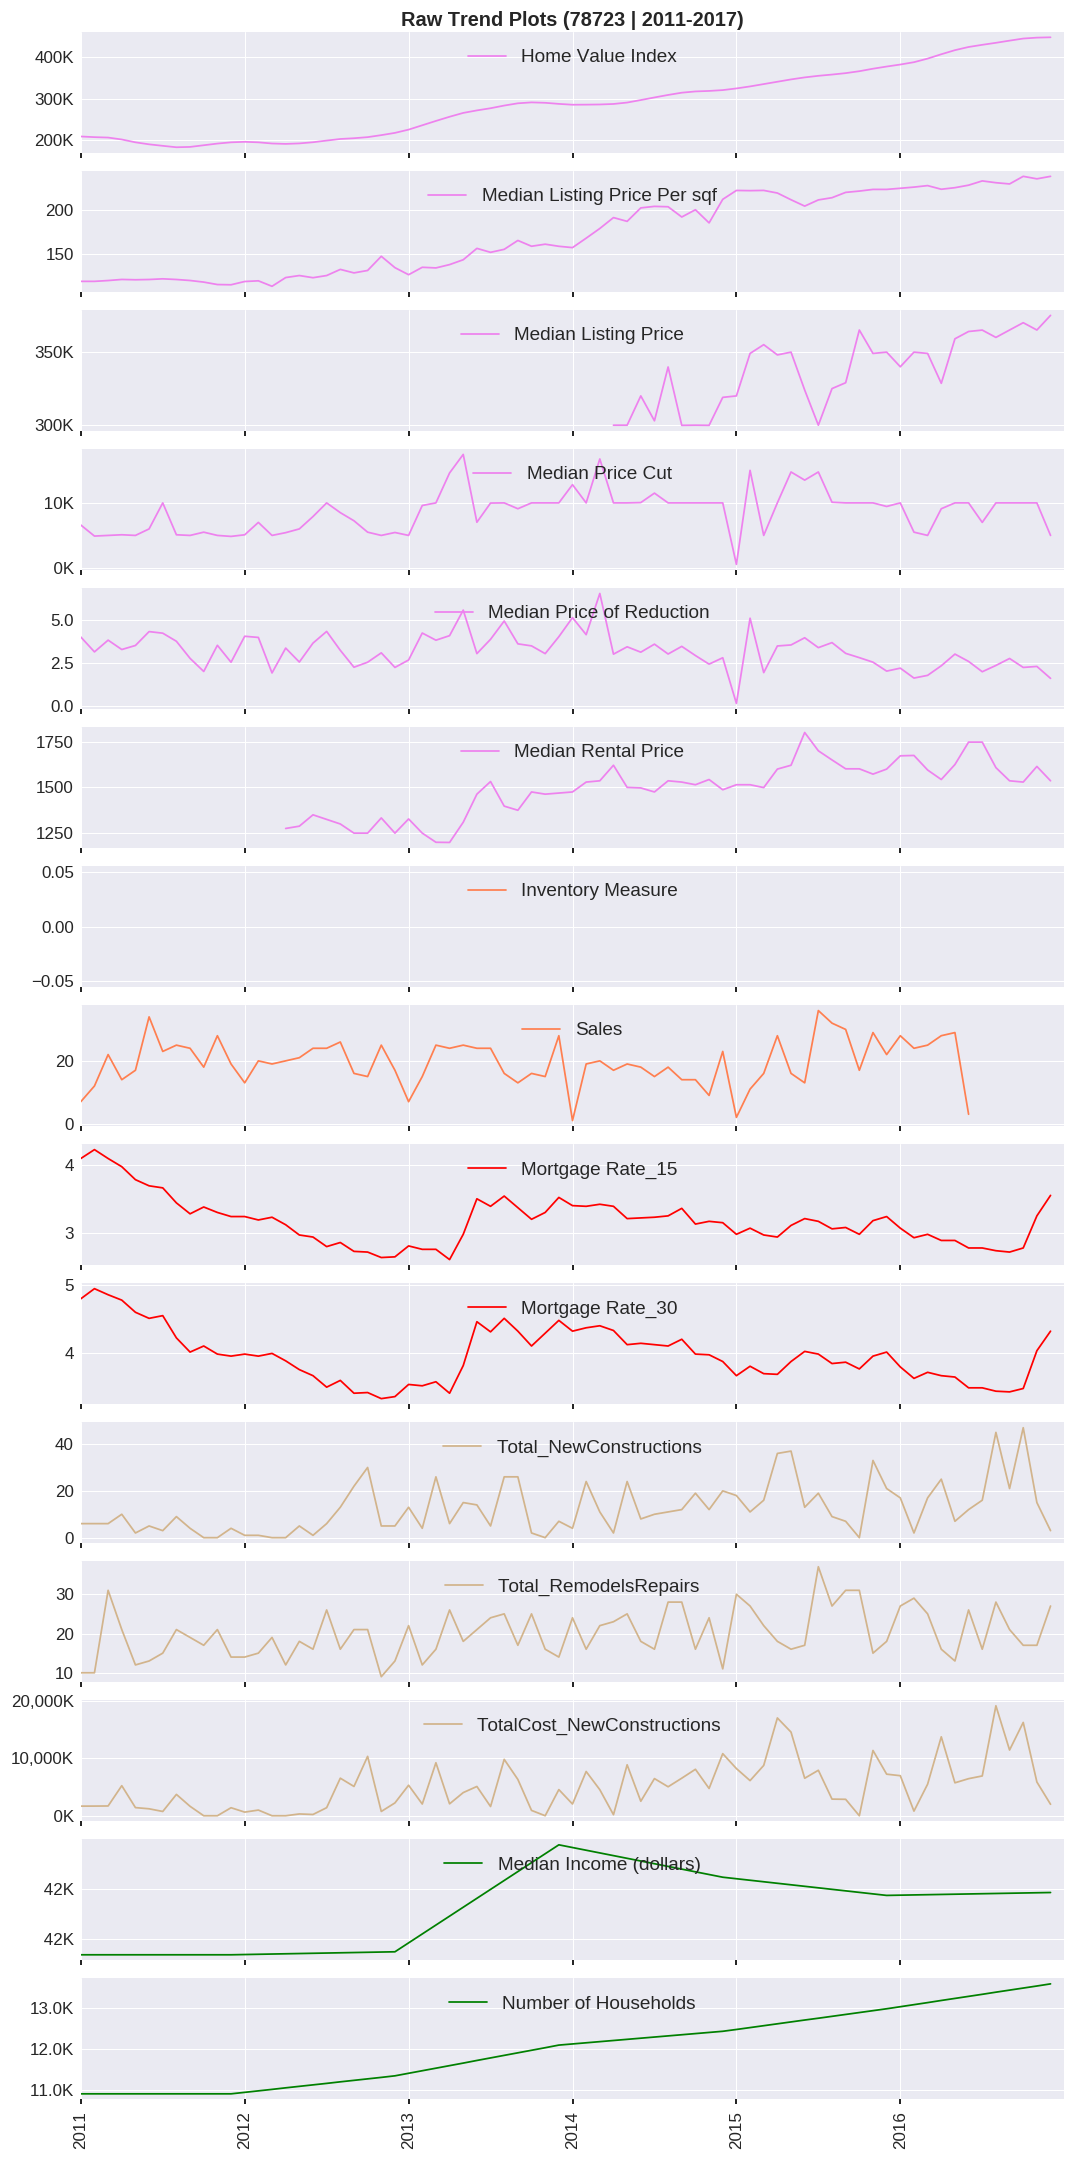 Raw Trend Plots (78723 | 2011-2017)
Home Value Index
400K
300K
200K
Median Listing Price Per sqf
200
150
Median Listing Price
350K
300K
Median Price Cut
10K
0K
Median Price of Reduction
5.0
2.5
0.0
Median Rental Price
1750
1500
1250
Inventory Measure
0.05
0.00
−0.05
Sales
20
0
Mortgage Rate_15
4
3
Mortgage Rate_30
5
4
Total_NewConstructions
40
20
0
Total_RemodelsRepairs
30
20
10
TotalCost_NewConstructions
20,000K
10,000K
0K
Median Income (dollars)
42K
42K
Number of Households
13.0K
12.0K
11.0K
2011 2012 2013 2014 2015 2016